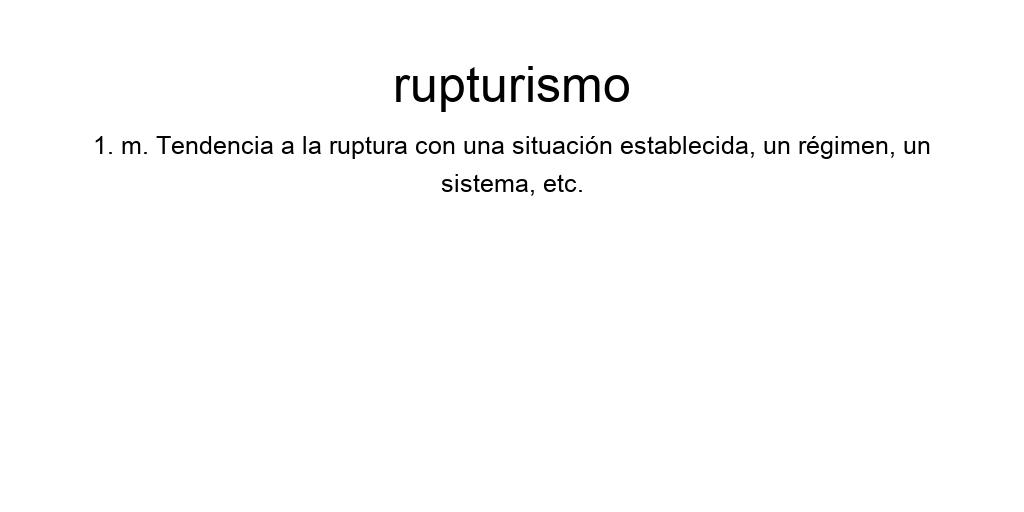 rupturismo
1. m. Tendencia a la ruptura con una situación establecida, un régimen, un
sistema, etc.